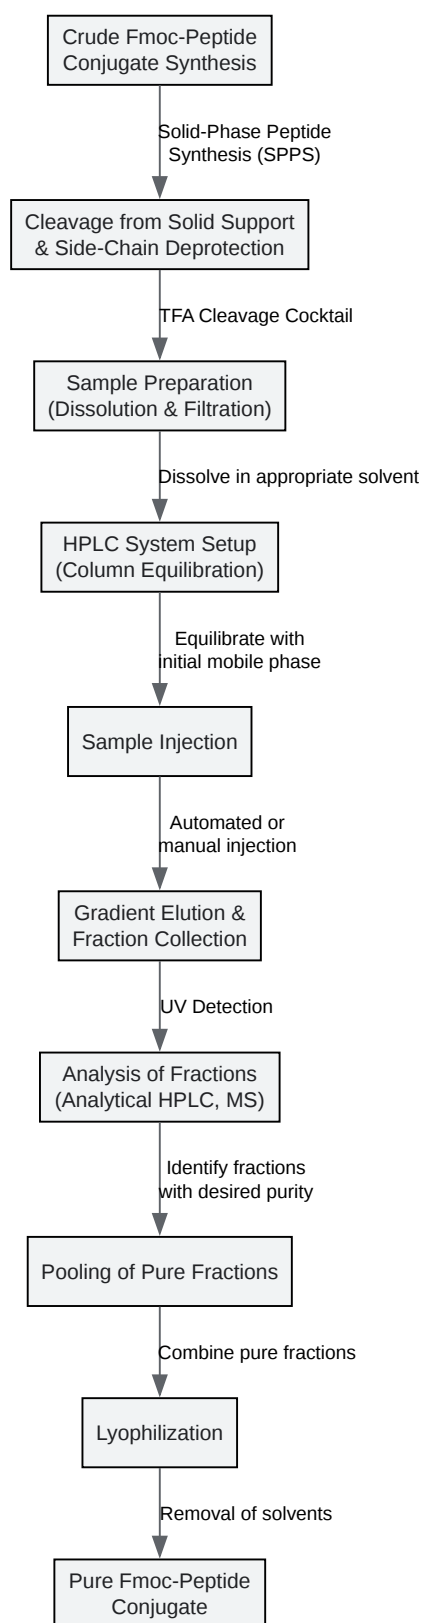 Crude Fmoc-Peptide
Conjugate Synthesis
Solid-Phase Peptide
Synthesis (SPPS)
Cleavage from Solid Support
& Side-Chain Deprotection
TFA Cleavage Cocktail
Sample Preparation
(Dissolution & Filtration)
Dissolve in appropriate solvent
HPLC System Setup
(Column Equilibration)
Equilibrate with
initial mobile phase
Sample Injection
Automated or
manual injection
Gradient Elution &
Fraction Collection
UV Detection
Analysis of Fractions
(Analytical HPLC, MS)
Identify fractions
with desired purity
Pooling of Pure Fractions
Combine pure fractions
Lyophilization
Removal of solvents
Pure Fmoc-Peptide
Conjugate